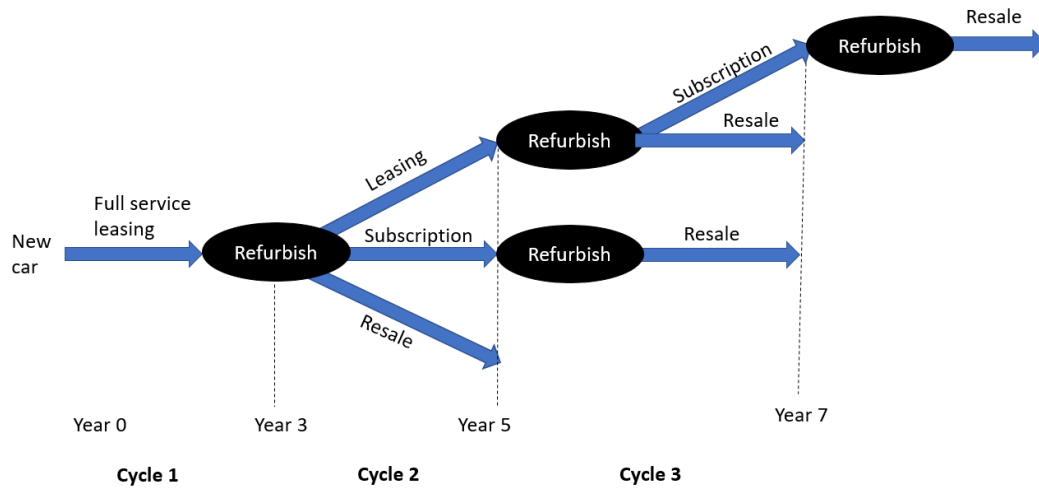 Resale
Refurbish
Subscription
Refurbish
Resale
Leasing
Full service
leasing
New
car
Refurbish
Subscription
Refurbish
Resale
Resale
Year 0
Year 3
Year 5
Year 7
Cycle 1
Cycle 2
Cycle 3